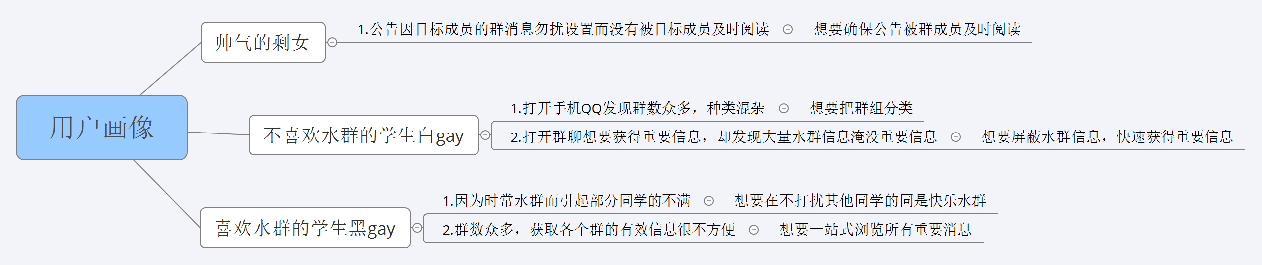 用户画像
帅气的剩女
1.公告因目标成员的群消息勿扰设置而没有被目标成员及时阅读
想要确保公告被群成员及时阅读
不喜欢水群的学生白gay
1.打开手机QQ发现群数众多，种类混杂
想要把群组分类
2.打开群聊想要获得重要信息，却发现大量水群信息淹没重要信息
想要屏蔽水群信息，快速获得重要信息
喜欢水群的学生黑gay
1.因为时常水群而引起部分同学的不满
想要在不打扰其他同学的同是快乐水群
2.群数众多，获取各个群的有效信息很不方便
想要一站式浏览所有重要消息